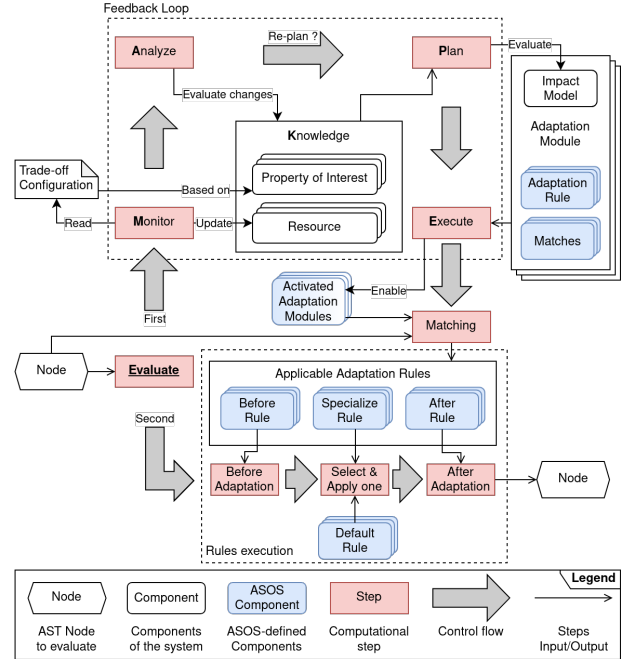 Feedback Loop
Analyze
Re-plan ?
Plan
Evaluate
Impact
Model
Evaluate changes
Adaptation
Module
Knowledge
Trade-off
Configuration
Based on
Property of Interest
Adaptation
Rule
Read
Monitor
Update
Resource
Execute
Matches
First
Activated
Adaptation
Modules
Enable
Matching
Node
Evaluate
Applicable Adaptation Rules
Second
Before
Rule
Specialize
Rule
After
Rule
Before
Adaptation
Select &
Apply one
After
Adaptation
Node
Default
Rule
Rules execution
Legend
Node
Component
ASOS
Component
Step
AST Node
to evaluate
Components
of the system
ASOS-defined
Components
Computational
step
Control flow
Steps
Input/Output